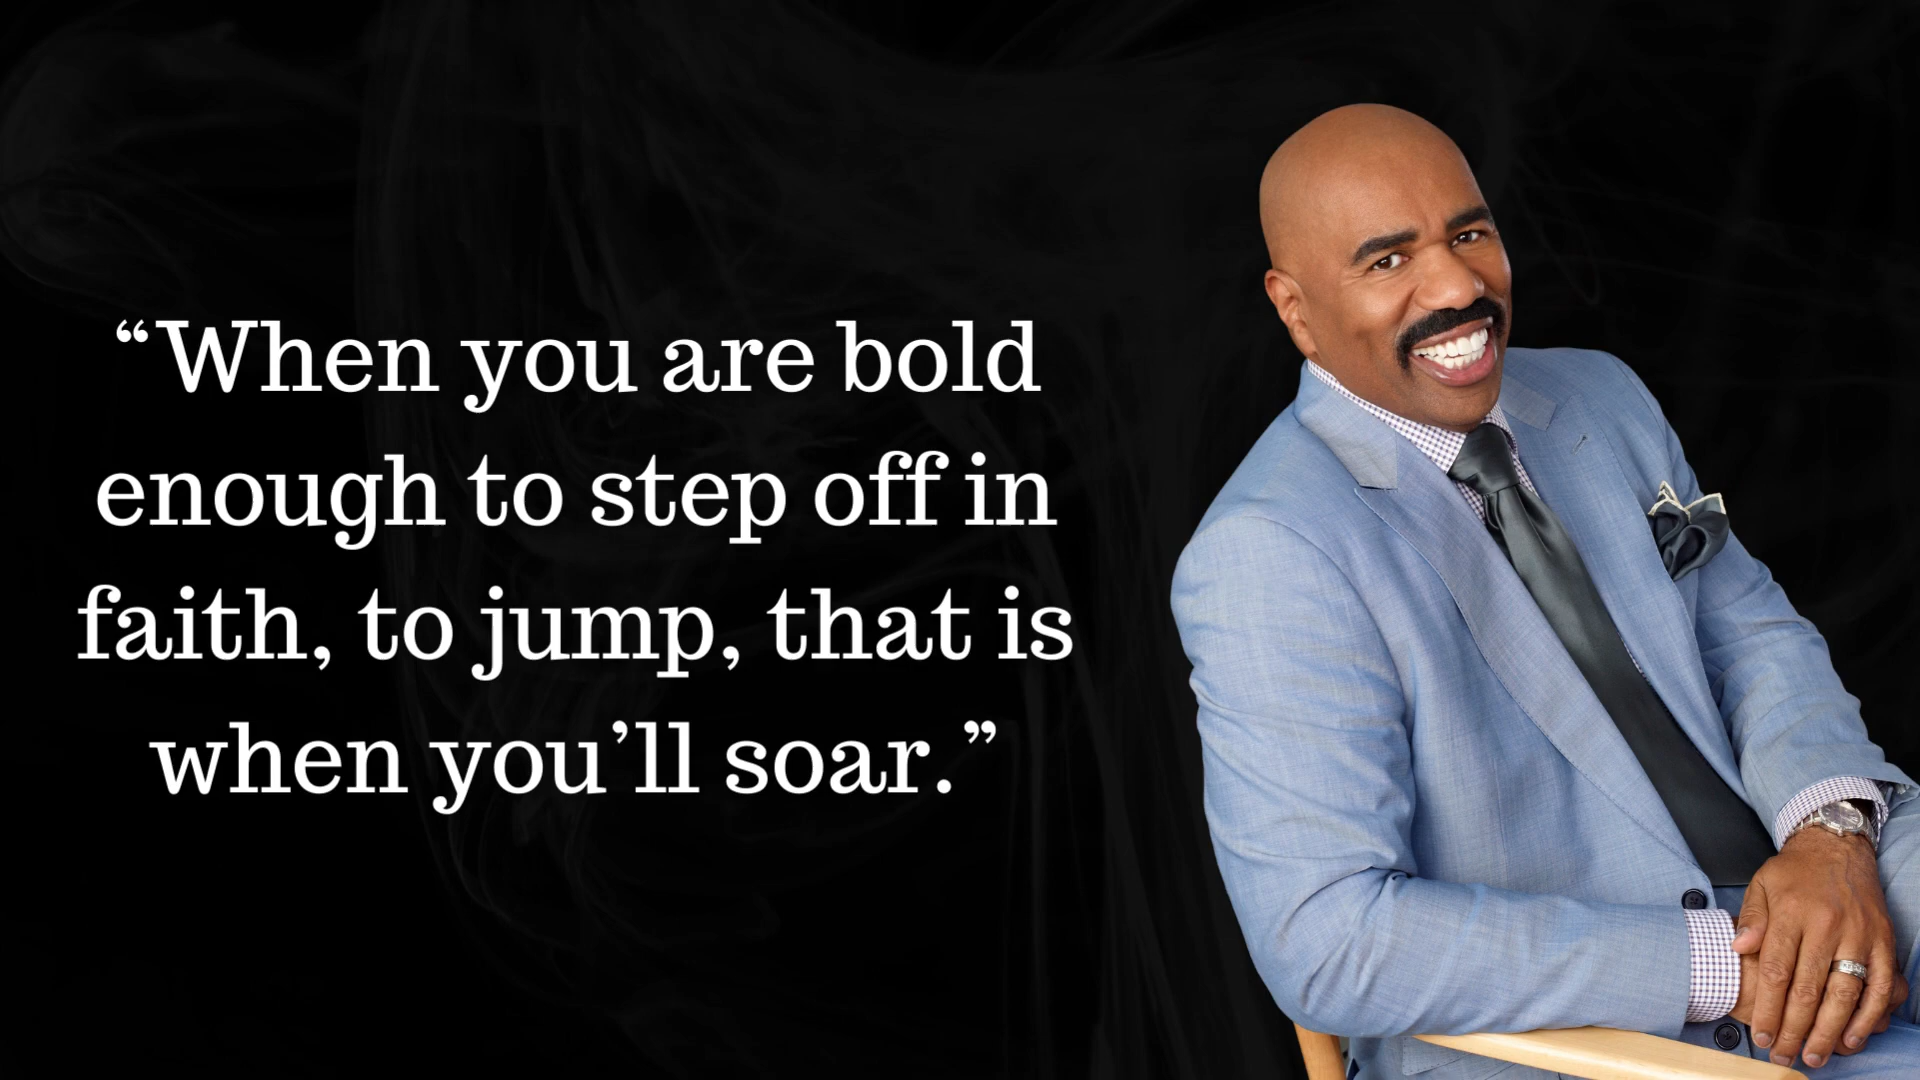 “When you are bold
enough to step off in
faith, to jump, that is
when you’ll soar.”